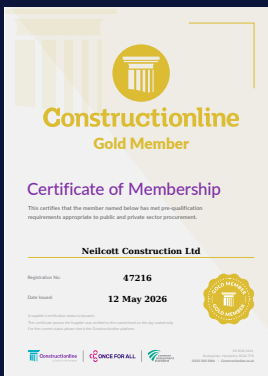 Constructionline
Gold Member
Certificate of Membership
This certifies that the member named below has met pre-qualification
requirements appropriate to public and private sector procurement.
Neilcott Construction Ltd
Registration No.
47216
Date issued
12 May 2026
GOLD MEMBER
GOLD MEMBER
Constructionline
ONCE FOR ALL